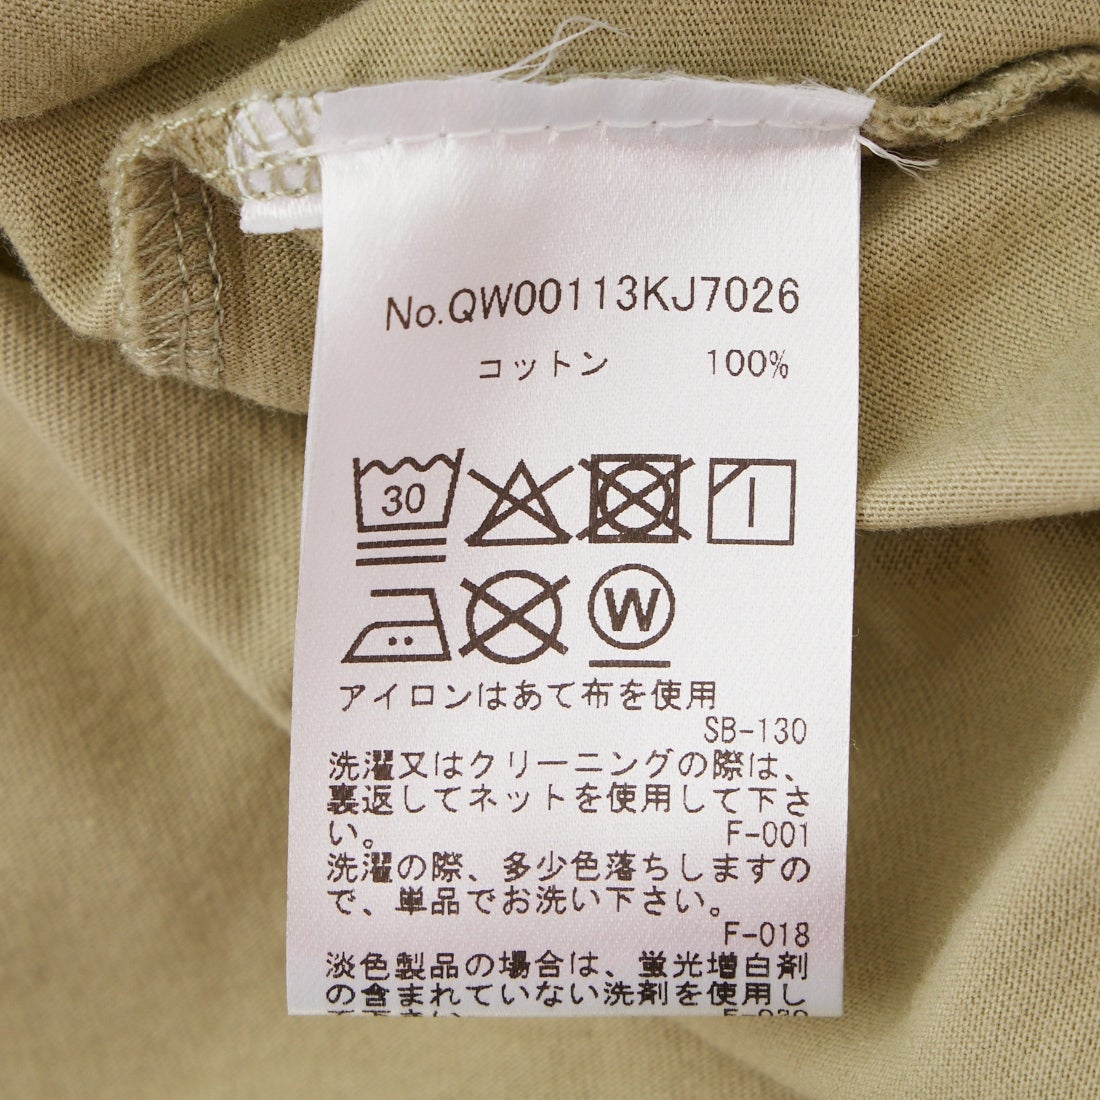 No.QW00113KJ7026
コットン 100%
30
W
アイロンはあて布を使用
SB-130
洗濯又はクリーニングの際は、
裏返してネットを使用して下さ
い。 F-001
洗濯の際、多少色落ちしますの
で、単品でお洗い下さい。
F-018
淡色製品の場合は、蛍光増白剤
の含まれていない洗剤を使用し
て下さい。